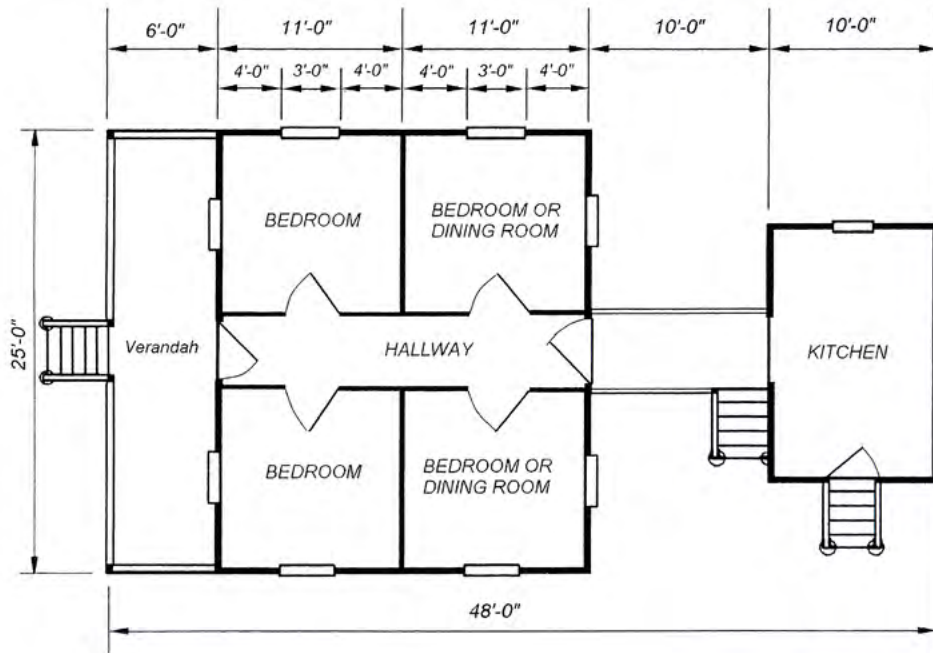 6'-0" 11'-0" 11'-0" 10'-0" 10'-0"
4'-0" 3'-0" 4'-0" 4'-0" 3'-0" 4'-0"
BEDROOM
BEDROOM OR
DINING ROOM
25'-0"
Verandah
HALLWAY
KITCHEN
BEDROOM
BEDROOM OR
DINING ROOM
48'-0"